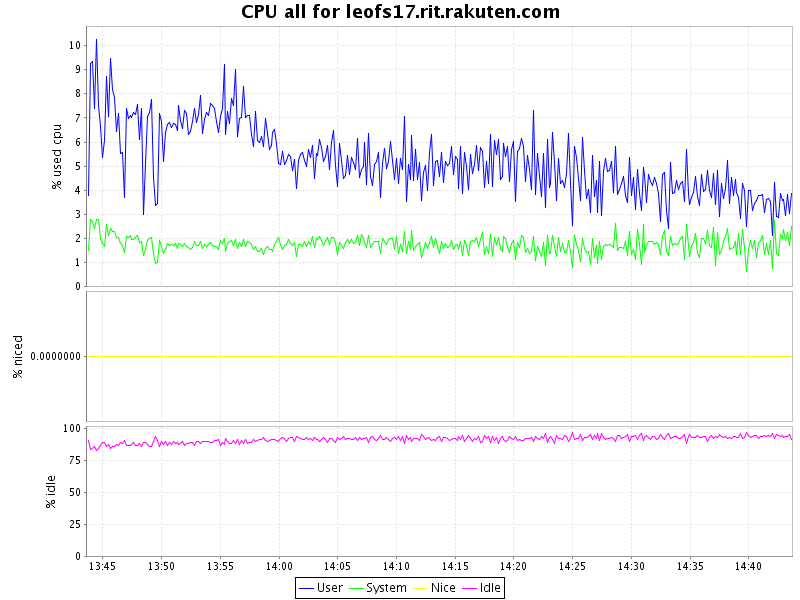 CPU all for leofs17.rit.rakuten.com
% used cpu
10
9
8
7
6
5
4
3
2
1
0
% niced
0.0000000
% idle
100
75
50
25
0
13:45 13:50 13:55 14:00 14:05 14:10 14:15 14:20 14:25 14:30 14:35 14:40
User System Nice Idle